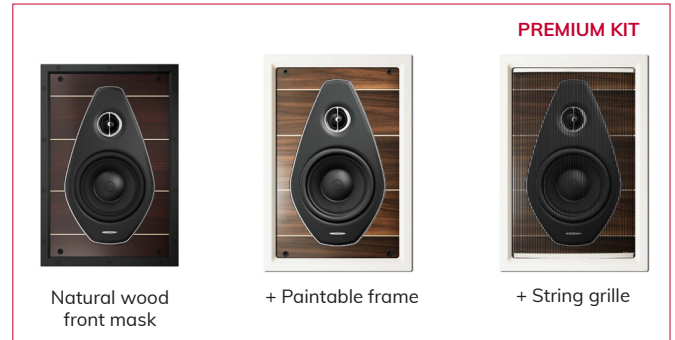 PREMIUM KIT
Natural wood
front mask
+ Paintable frame
+ String grille